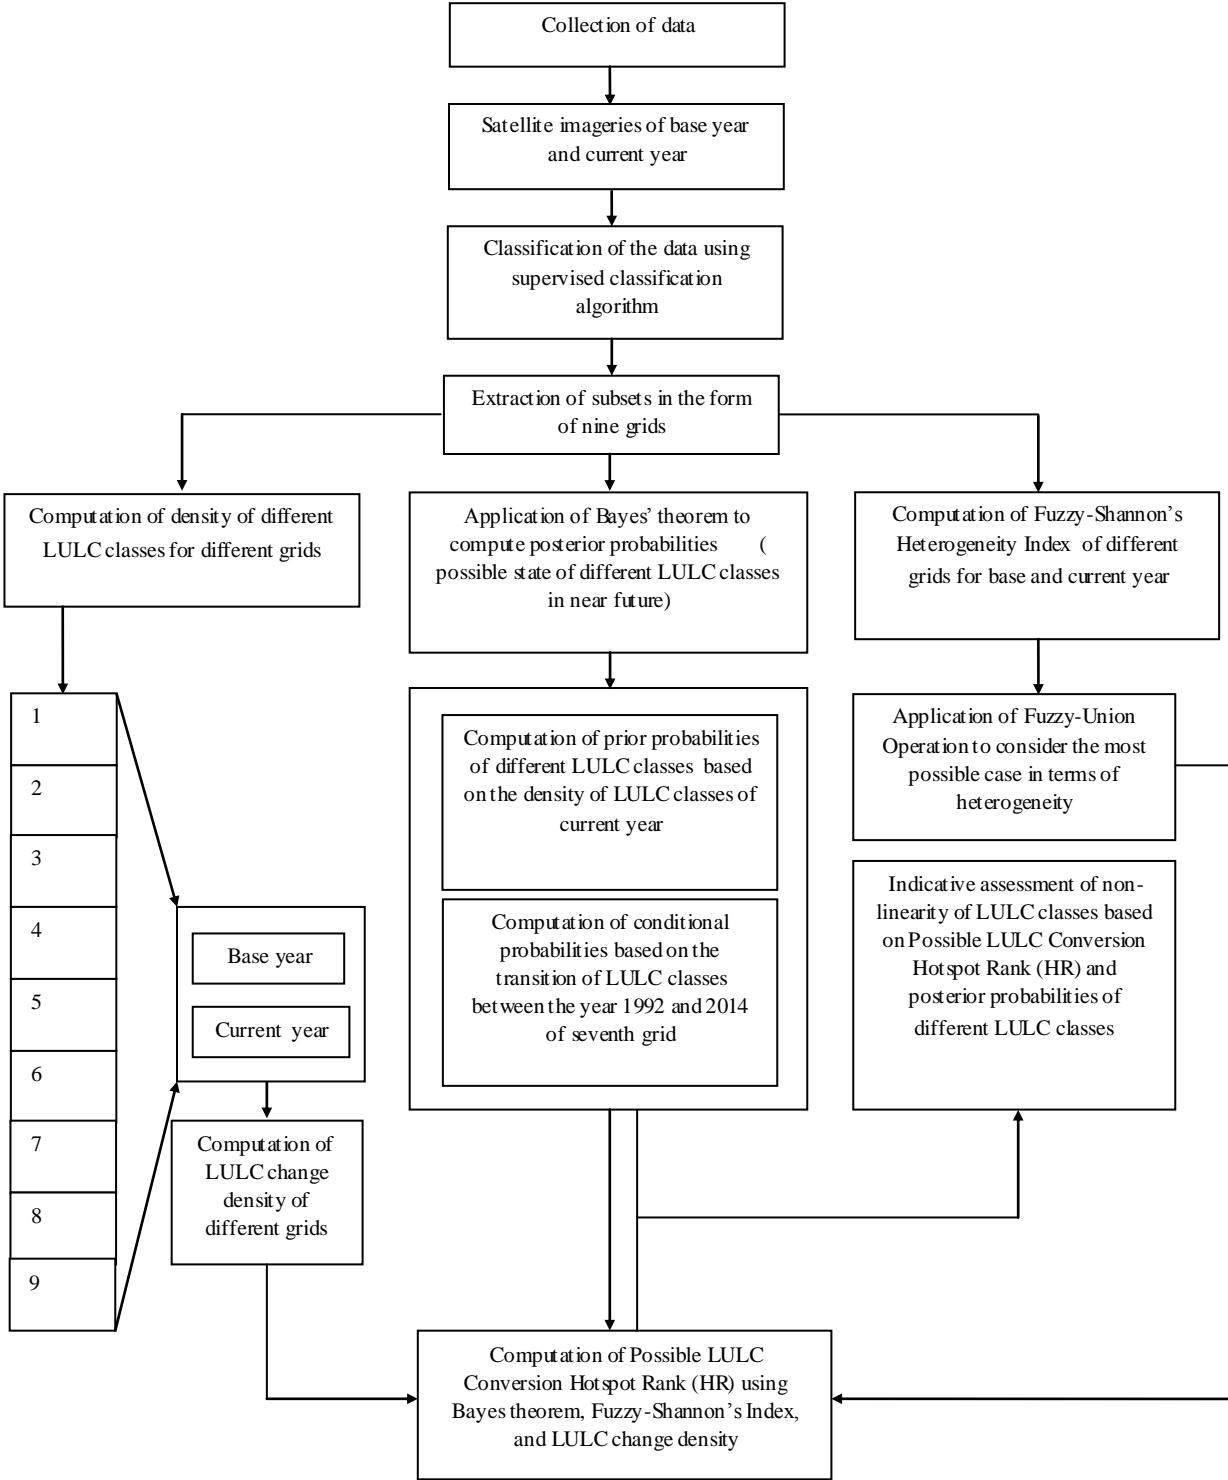 Collection of data
Satellite imageries of base year
and current year
Classification of the data using
supervised classification
algorithm
Extraction of subsets in the form
of nine grids
Computation of density of different
LULC classes for different grids
Application of Bayes' theorem to
compute posterior probabilities (
possible state of different LULC classes
in near future)
Computation of Fuzzy-Shannon's
Heterogeneity Index of different
grids for base and current year
1
2
3
4
5
6
7
8
9
Base year
Current year
Computation of
LULC change
density of
different grids
Computation of prior probabilities
of different LULC classes based
on the density of LULC classes of
current year
Computation of conditional
probabilities based on the
transition of LULC classes
between the year 1992 and 2014
of seventh grid
Application of Fuzzy-Union
Operation to consider the most
possible case in terms of
heterogeneity
Indicative assessment of non-
linearity of LULC classes based
on Possible LULC Conversion
Hotspot Rank (HR) and
posterior probabilities of
different LULC classes
Computation of Possible LULC
Conversion Hotspot Rank (HR) using
Bayes theorem, Fuzzy-Shannon's Index,
and LULC change density